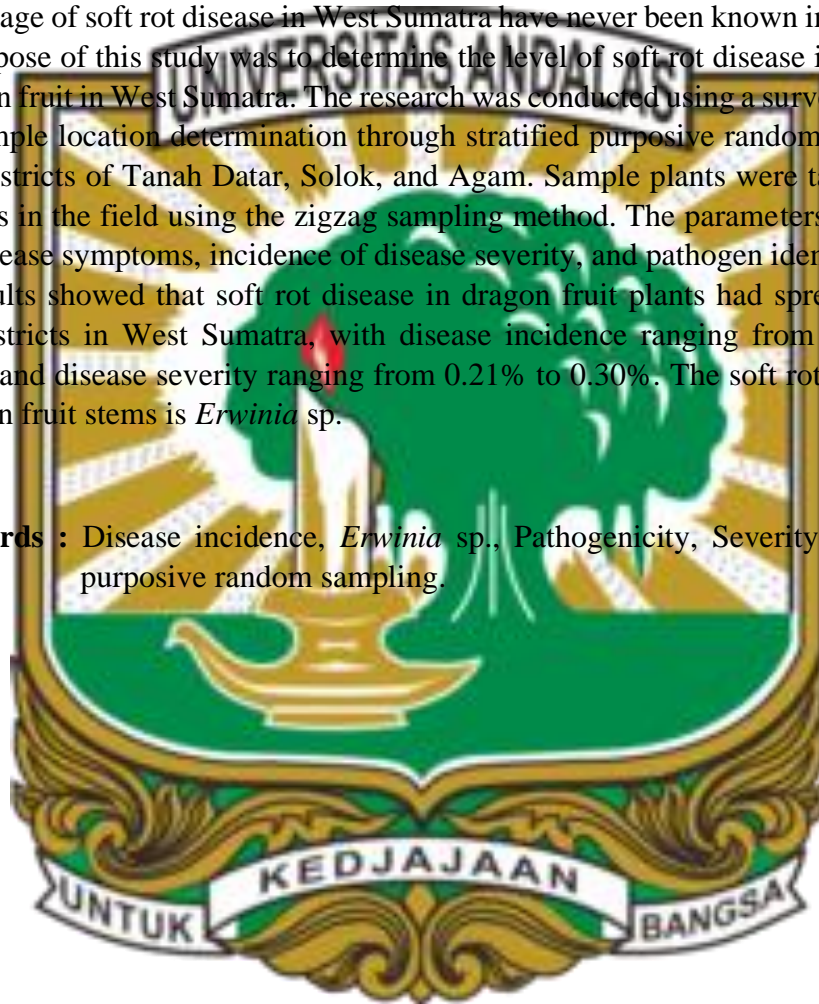 age of soft rot disease in West Sumatra have never been known in
pose of this study was to determine the level of soft rot disease i
n fruit in West Sumatra. The research was conducted using a surve
mple location determination through stratified purposive random
stricts of Tanah Datar, Solok, and Agam. Sample plants were ta
s in the field using the zigzag sampling method. The parameters
ease symptoms, incidence of disease severity, and pathogen iden
ults showed that soft rot disease in dragon fruit plants had spre
stricts in West Sumatra, with disease incidence ranging from
and disease severity ranging from 0.21% to 0.30%. The soft rot
n fruit stems is Erwinia sp.
rds : Disease incidence, Erwinia sp., Pathogenicity, Severity
purposive random sampling.
UNIVERSITAS ANDALAS
UNTUK KEDJAJAAN BANGSA